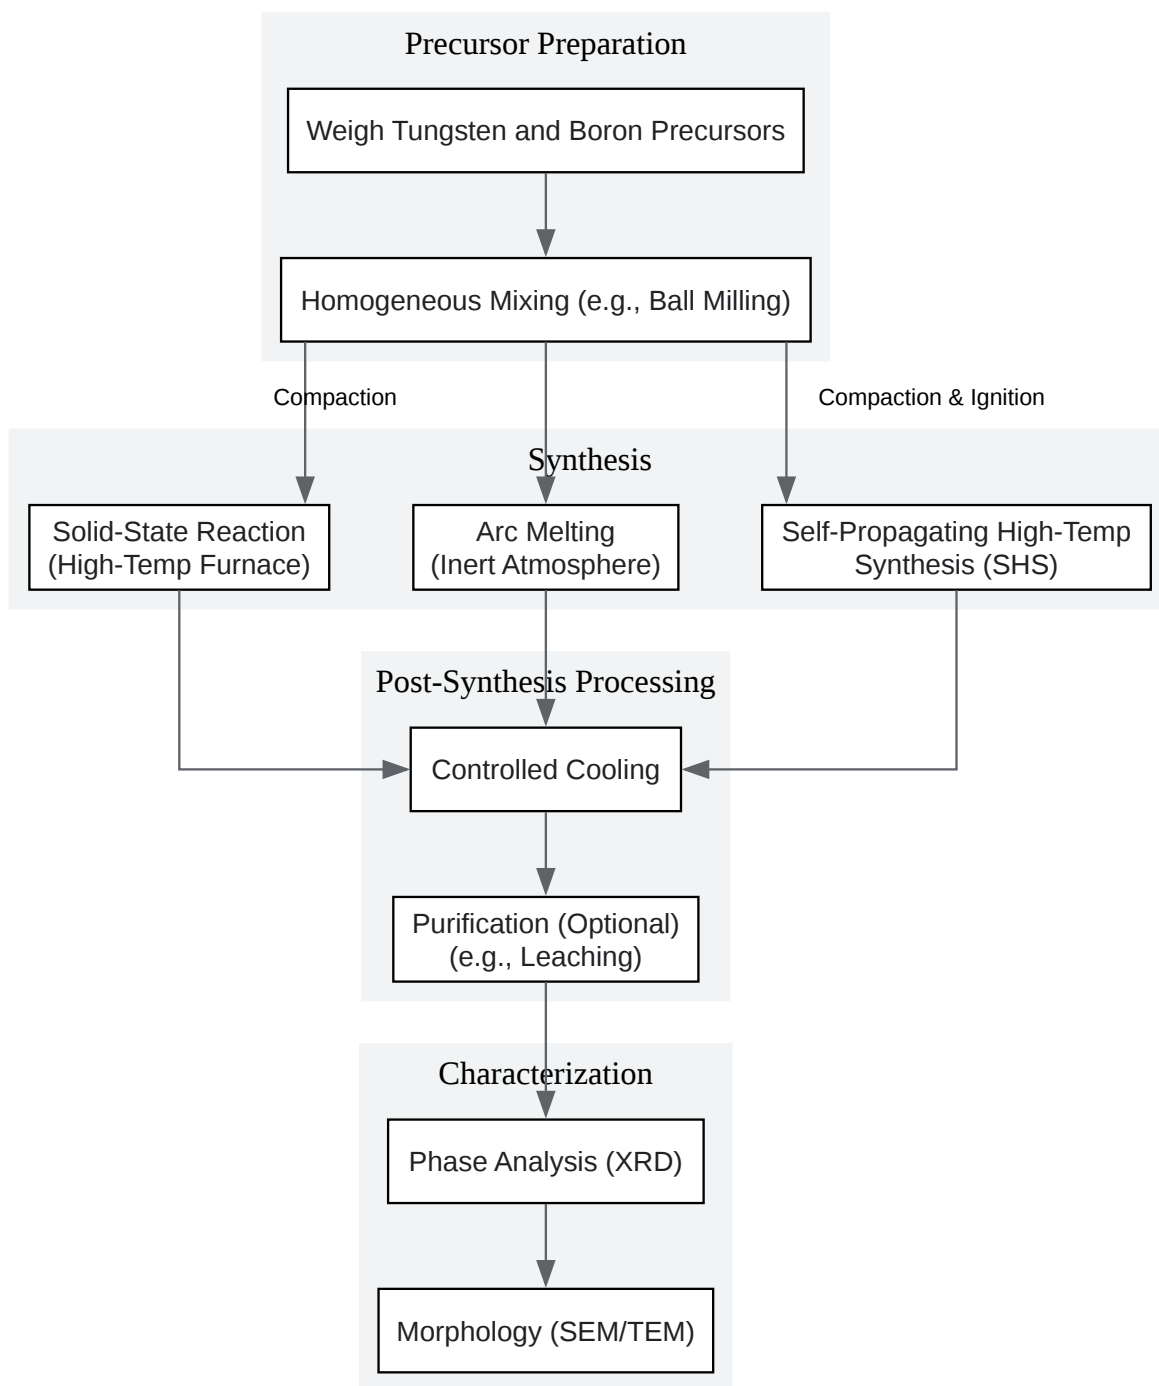 Precursor Preparation
Weigh Tungsten and Boron Precursors
Homogeneous Mixing (e.g., Ball Milling)
Compaction
Compaction & Ignition
Synthesis
Solid-State Reaction
(High-Temp Furnace)
Arc Melting
(Inert Atmosphere)
Self-Propagating High-Temp
Synthesis (SHS)
Post-Synthesis Processing
Controlled Cooling
Purification (Optional)
(e.g., Leaching)
Characterization
Phase Analysis (XRD)
Morphology (SEM/TEM)